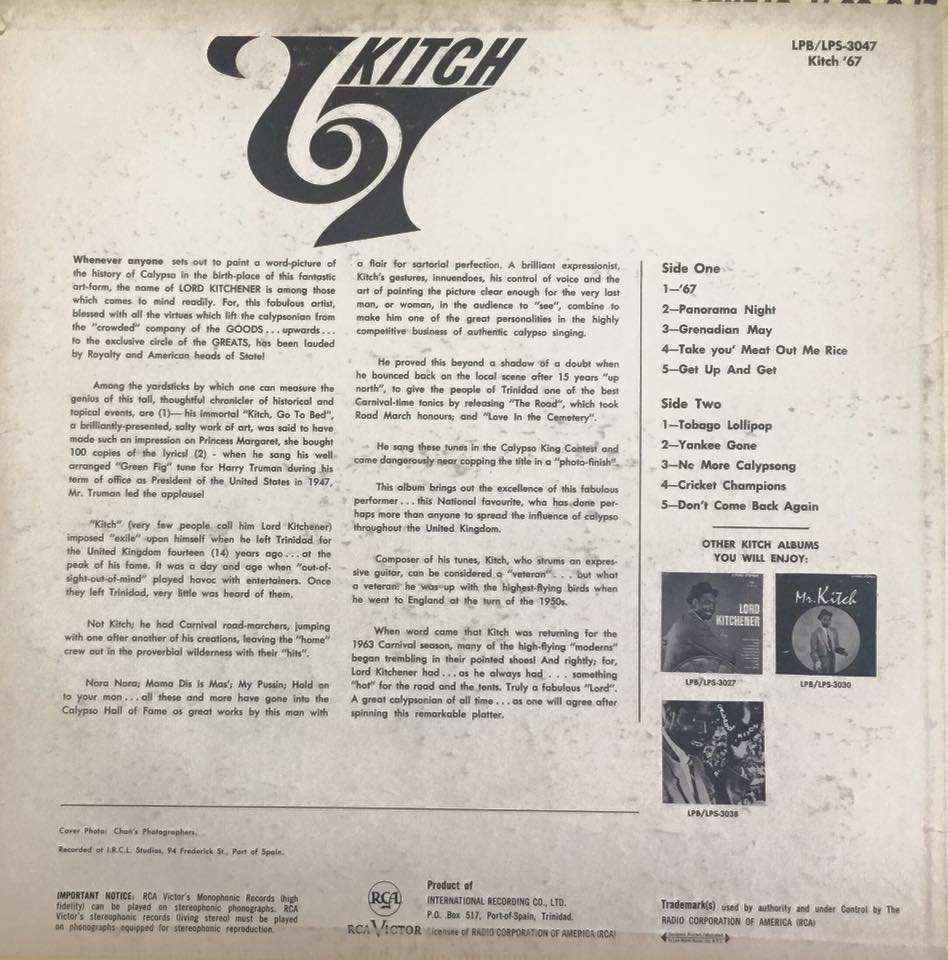 LPB/LPS-3047
Kitch '67
KITCH
67
Whenever anyone sets out to paint a word-picture of
the history of Calypso in the birth-place of this fantastic
art-form, the name of LORD KITCHENER is among those
which comes to mind readily. For, this fabulous artist,
blessed with all the virtues which lift the calypsonian from
the "crowded" company of the GOODS . . . upwards . . .
to the exclusive circle of the GREATS, has been lauded
by Royalty and American heads of State!
Among the yardsticks by which one can measure the
genius of this tall, thoughtful chronicler of historical and
topical events, are (1)— his immortal "Kitch, Go To Bed",
a brilliantly-presented, salty work of art, was said to have
made such an impression on Princess Margaret, she bought
100 copies of the lyrics! (2) - when he sang his well
arranged "Green Fig" tune for Harry Truman during his
term of office as President of the United States in 1947,
Mr. Truman led the applause!
"Kitch" (very few people call him Lord Kitchener)
imposed "exile" upon himself when he left Trinidad for
the United Kingdom fourteen (14) years ago . . . at the
peak of his fame. It was a day and age when "out-of-
sight-out-of-mind" played havoc with entertainers. Once
they left Trinidad, very little was heard of them.
Not Kitch; he had Carnival road-marchers, jumping
with one after another of his creations, leaving the "home"
crew out in the proverbial wilderness with their "hits".
Nora Nora; Mama Dis is Mas'; My Pussin; Hold on
to your man . . . all these and more have gone into the
Calypso Hall of Fame as great works by this man with
a flair for sartorial perfection. A brilliant expressionist,
Kitch's gestures, innuendoes, his control of voice and the
art of painting the picture clear enough for the very last
man, or woman, in the audience to "see", combine to
make him one of the great personalities in the highly
competitive business of authentic calypso singing.
He proved this beyond a shadow of a doubt when
he bounced back on the local scene after 15 years "up
north", to give the people of Trinidad one of the best
Carnival-time tonics by releasing "The Road", which took
Road March honours; and "Love In the Cemetery".
He sang these tunes in the Calypso King Contest and
came dangerously near copping the title in a "photo-finish".
This album brings out the excellence of this fabulous
performer . . . this National favourite, who has done per-
haps more than anyone to spread the influence of calypso
throughout the United Kingdom.
Composer of his tunes, Kitch, who strums an expres-
sive guitar, can be considered a "veteran" . . . but what
a veteran: he was up with the highest-flying birds when
he went to England at the turn of the 1950s.
When word came that Kitch was returning for the
1963 Carnival season, many of the high-flying "moderns"
began trembling in their pointed shoes! And rightly; for,
Lord Kitchener had . . . as he always had . . . something
"hot" for the road and the tents. Truly a fabulous "Lord".
A great calypsonian of all time . . . as one will agree after
spinning this remarkable platter.
Side One
1—'67
2—Panorama Night
3—Grenadian May
4—Take you' Meat Out Me Rice
5—Get Up And Get
Side Two
1—Tobago Lollipop
2—Yankee Gone
3—No More Calypsong
4—Cricket Champions
5—Don't Come Back Again
OTHER KITCH ALBUMS
YOU WILL ENJOY:
LORD
KITCHENER
Mr. Kitch
LPB/LPS-3027
LPB/LPS-3030
LPB/LPS-3038
Cover Photo: Chan's Photographers.
Recorded at I.R.C.L. Studios, 94 Frederick St., Port of Spain.
IMPORTANT NOTICE: RCA Victor's Monophonic Records (high
fidelity) can be played on stereophonic phonographs. RCA
Victor's stereophonic records (living stereo) must be played
on phonographs equipped for stereophonic reproduction.
RCA
RCA VICTOR
Product of
INTERNATIONAL RECORDING CO., LTD.
P.O. Box 517, Port-of-Spain, Trinidad.
Licensee of RADIO CORPORATION OF AMERICA (RCA)
Trademark(s) used by authority and under Control by The
RADIO CORPORATION OF AMERICA (RCA)